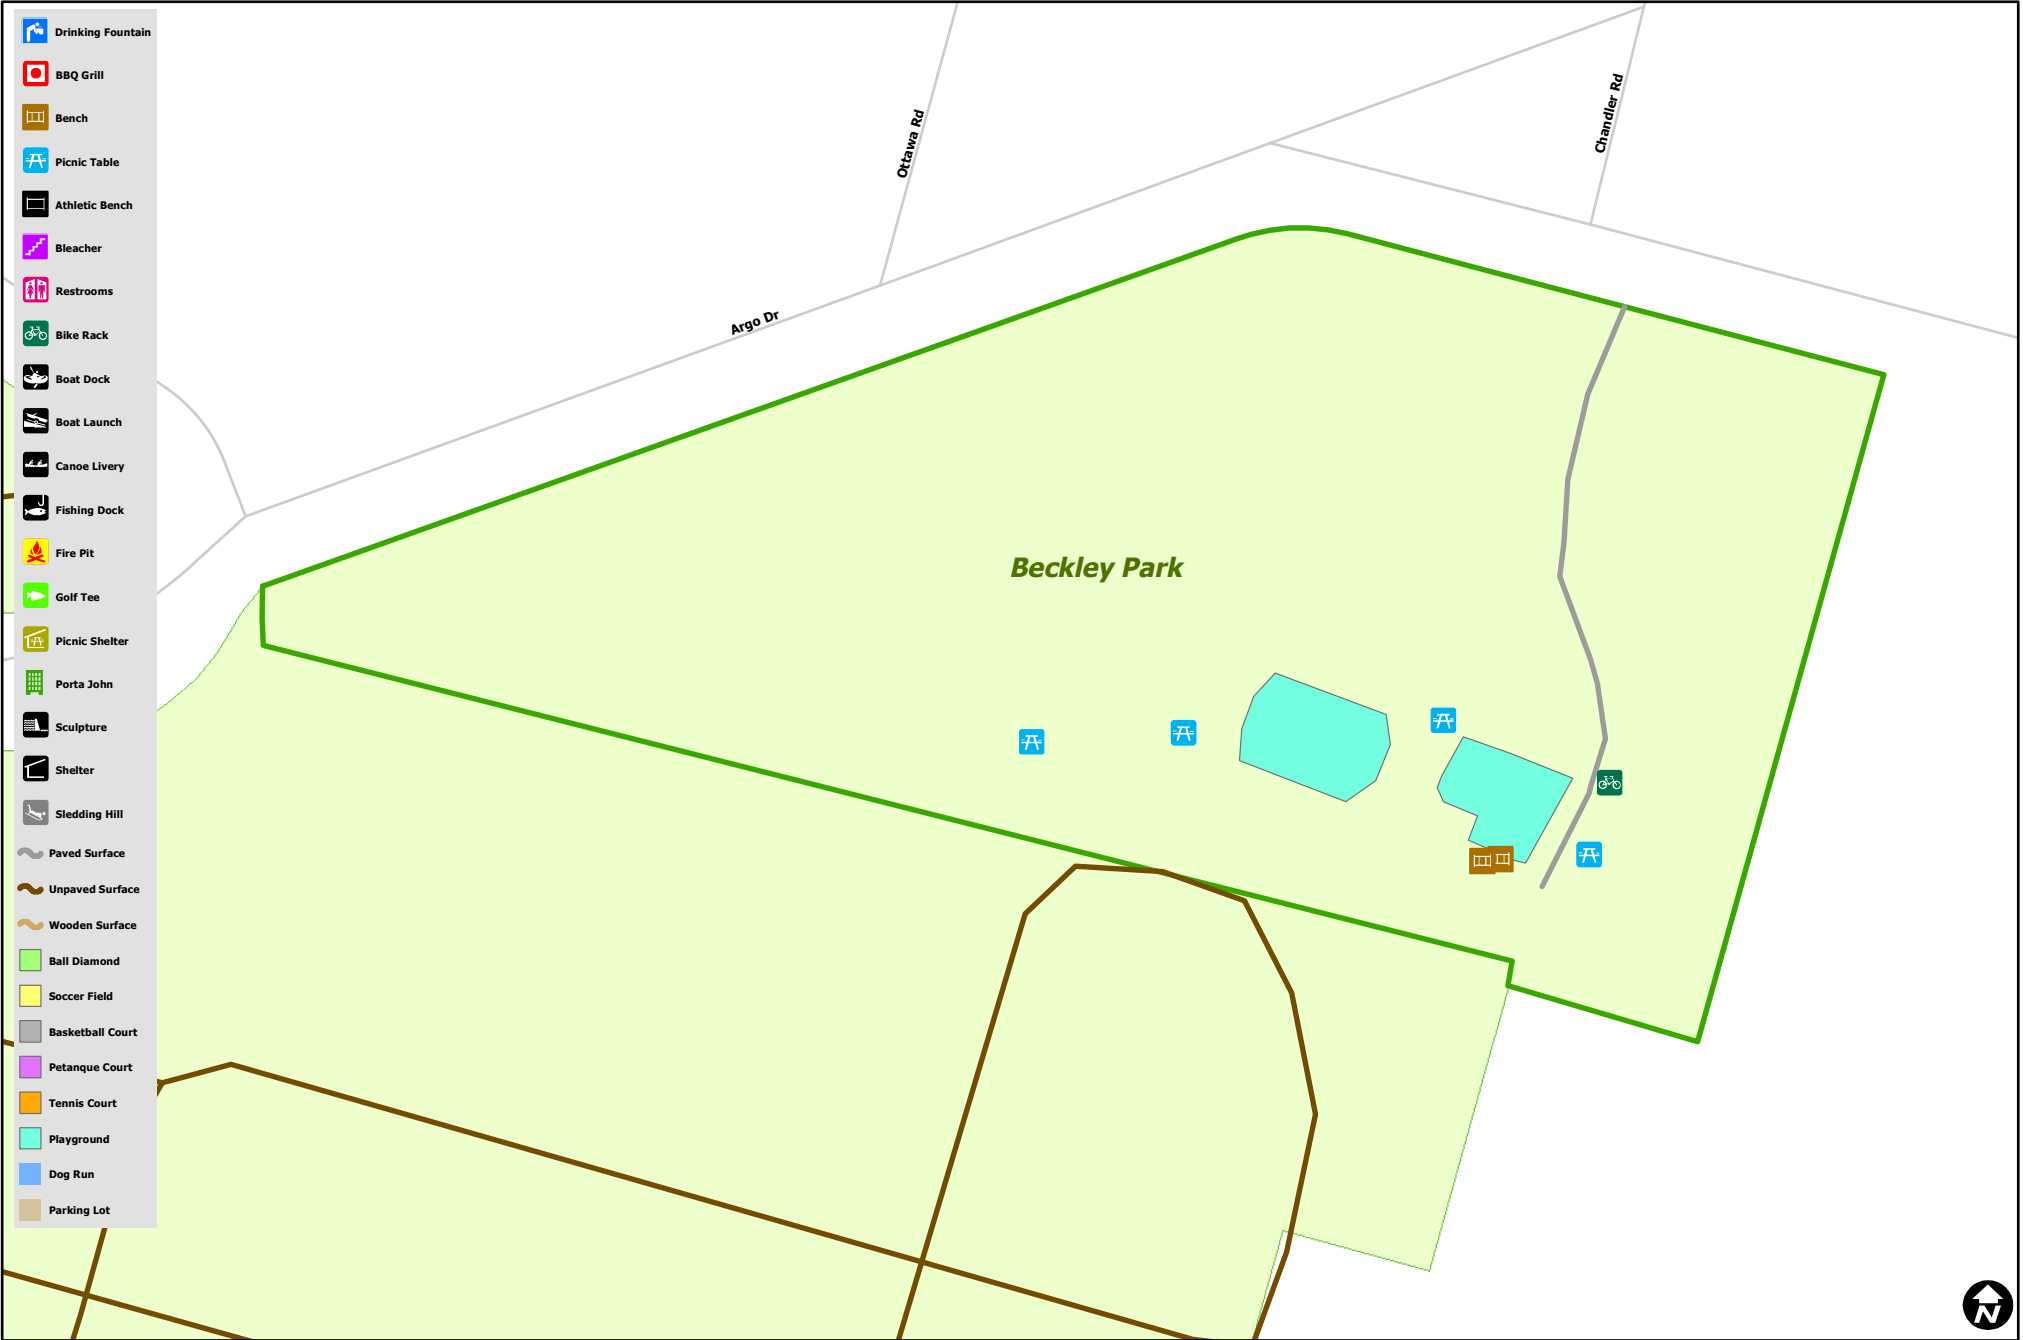 Drinking Fountain
BBQ Grill
Bench
Picnic Table
Athletic Bench
Bleacher
Restrooms
Bike Rack
Boat Dock
Boat Launch
Canoe Livery
Fishing Dock
Fire Pit
Golf Tee
Picnic Shelter
Porta John
Sculpture
Shelter
Sledding Hill
Paved Surface
Unpaved Surface
Wooden Surface
Ball Diamond
Soccer Field
Basketball Court
Petanque Court
Tennis Court
Playground
Dog Run
Parking Lot
Ottawa Rd
Chandler Rd
Argo Dr
Beckley Park
N